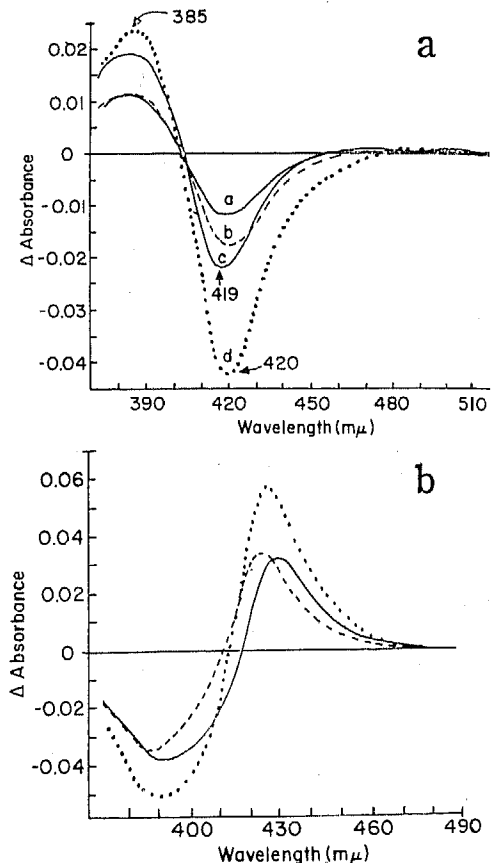 385
a
0.02
0.01
0
-0.01
-0.02
-0.03
-0.04
Δ Absorbance
a
b
c
419
d
420
390
420
450
480
510
Wavelength (mμ)
b
0.06
0.04
0.02
0
-0.02
-0.04
Δ Absorbance
400
430
460
490
Wavelength (mμ)